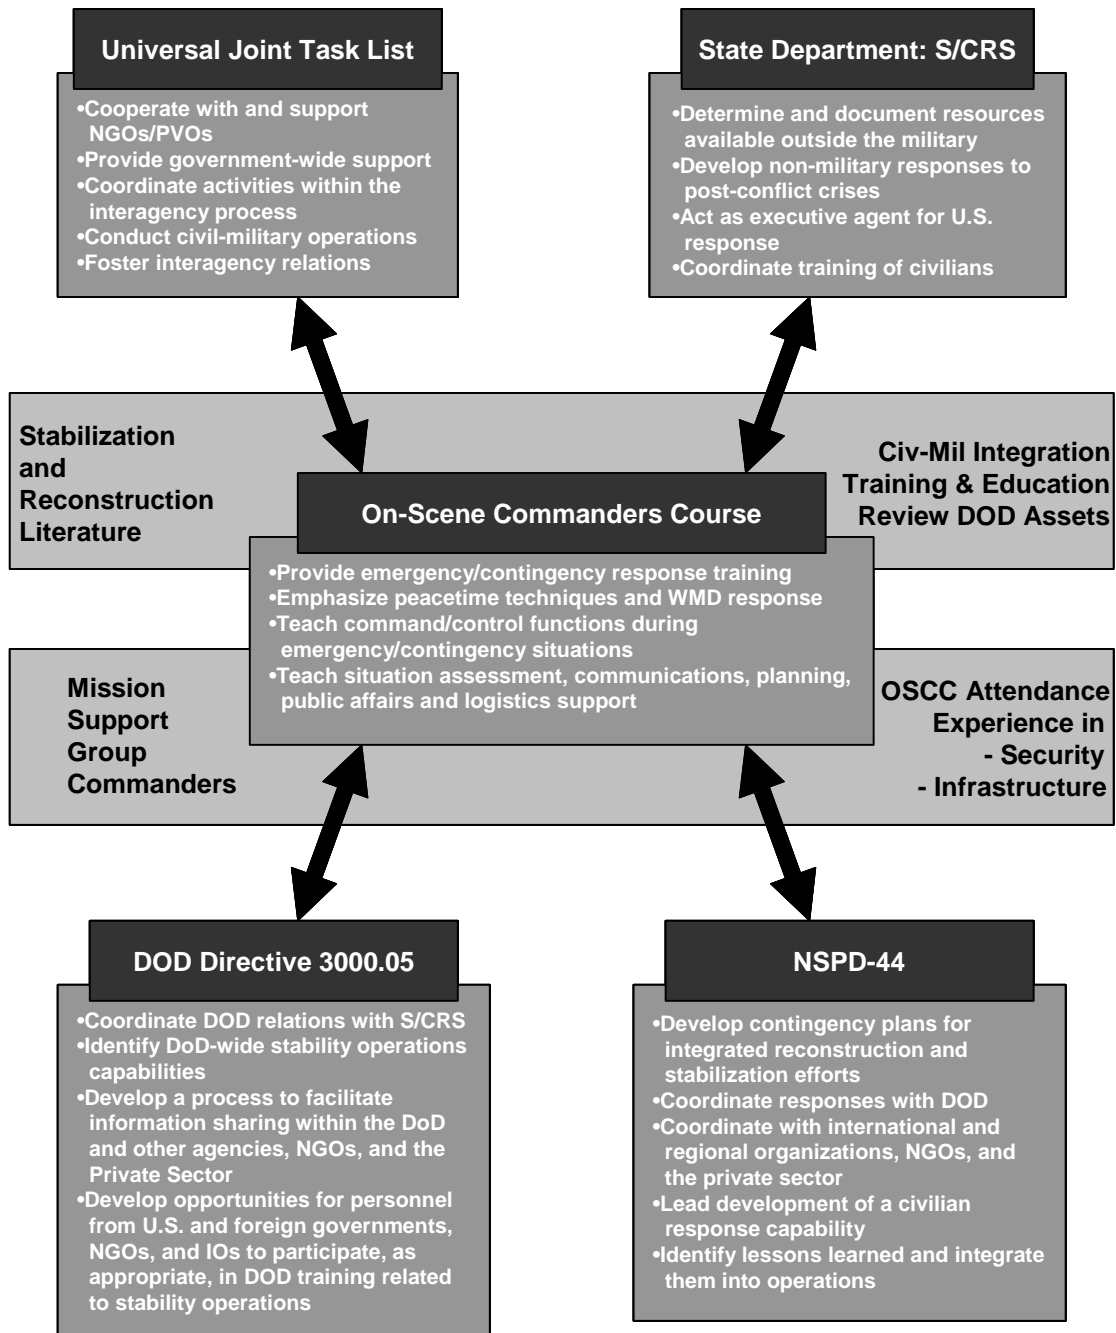 Universal Joint Task List
•Cooperate with and support
NGOs/PVOs
•Provide government-wide support
•Coordinate activities within the
interagency process
•Conduct civil-military operations
•Foster interagency relations
State Department: S/CRS
•Determine and document resources
available outside the military
•Develop non-military responses to
post-conflict crises
•Act as executive agent for U.S.
response
•Coordinate training of civilians
Stabilization
and
Reconstruction
Literature
Civ-Mil Integration
Training & Education
Review DOD Assets
On-Scene Commanders Course
•Provide emergency/contingency response training
•Emphasize peacetime techniques and WMD response
•Teach command/control functions during
emergency/contingency situations
•Teach situation assessment, communications, planning,
public affairs and logistics support
Mission
Support
Group
Commanders
OSCC Attendance
Experience in
- Security
- Infrastructure
DOD Directive 3000.05
•Coordinate DOD relations with S/CRS
•Identify DoD-wide stability operations
capabilities
•Develop a process to facilitate
information sharing within the DoD
and other agencies, NGOs, and the
Private Sector
•Develop opportunities for personnel
from U.S. and foreign governments,
NGOs, and IOs to participate, as
appropriate, in DOD training related
to stability operations
NSPD-44
•Develop contingency plans for
integrated reconstruction and
stabilization efforts
•Coordinate responses with DOD
•Coordinate with international and
regional organizations, NGOs, and
the private sector
•Lead development of a civilian
response capability
•Identify lessons learned and integrate
them into operations